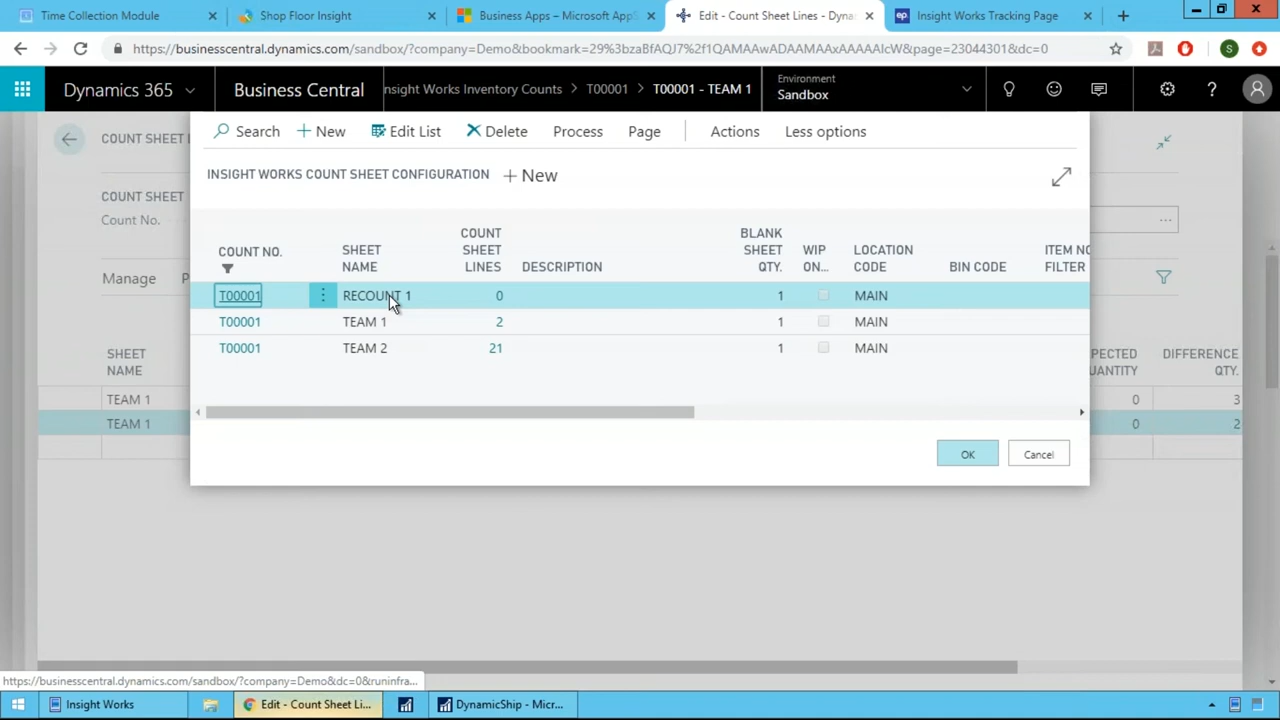 Time Collection Module
Shop Floor Insight
Business Apps – Microsoft AppS
Edit - Count Sheet Lines - Dyna
Insight Works Tracking Page
https://businesscentral.dynamics.com/sandbox/?company=Demo&bookmark=29%3bzaBfAQJ7%2f1QAMAAwADAAMAAxAAAAAIcW&page=23044301&dc=0
Dynamics 365
Business Central
nsight Works Inventory Counts > T00001 > T00001 - TEAM 1
Environment
Sandbox
Search
New
Edit List
Delete
Process
Page
Actions
Less options
INSIGHT WORKS COUNT SHEET CONFIGURATION
New
COUNT NO.
SHEET NAME
COUNT SHEET LINES
DESCRIPTION
BLANK SHEET QTY.
WIP ON...
LOCATION CODE
BIN CODE
ITEM NO FILTER
T00001 RECOUNT 1 0 1 MAIN
T00001 TEAM 1 2 1 MAIN
T00001 TEAM 2 21 1 MAIN
OK
Cancel
COUNT SHEET
COUNT SHEET
Count No.
Manage
SHEET NAME
PECTED UANTITY
DIFFERENCE QTY.
TEAM 1 0 3
TEAM 1 0 2
https://businesscentral.dynamics.com/sandbox/?company=Demo&dc=0&runinfra...
Insight Works
Edit - Count Sheet Li...
DynamicShip - Micr...